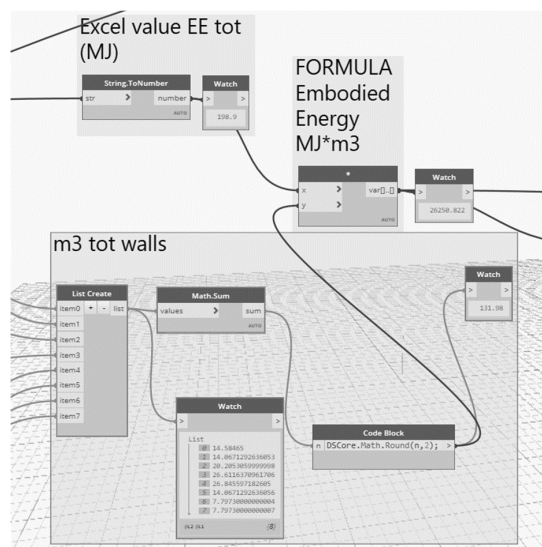 Excel value EE tot
(MJ)
String.ToNumber
str > number
AUTO
Watch
> >
198.9
FORMULA
Embodied
Energy
MJ*m3
*
x > var[]..[]
y >
AUTO
Watch
> >
26250.822
m3 tot walls
List Create
item0 + - list
item1
item2
item3
item4
item5
item6
item7
Math.Sum
values > sum
AUTO
Watch
> >
List
0 14.58465
1 14.0671292636053
2 20.2053059999998
3 26.6116370961706
4 26.845597182605
5 14.0671292636056
6 7.79730000000004
7 7.79730000000007
@L2 @L1 {8}
Code Block
n DSCore.Math.Round(n,2); >
Watch
> >
131.98